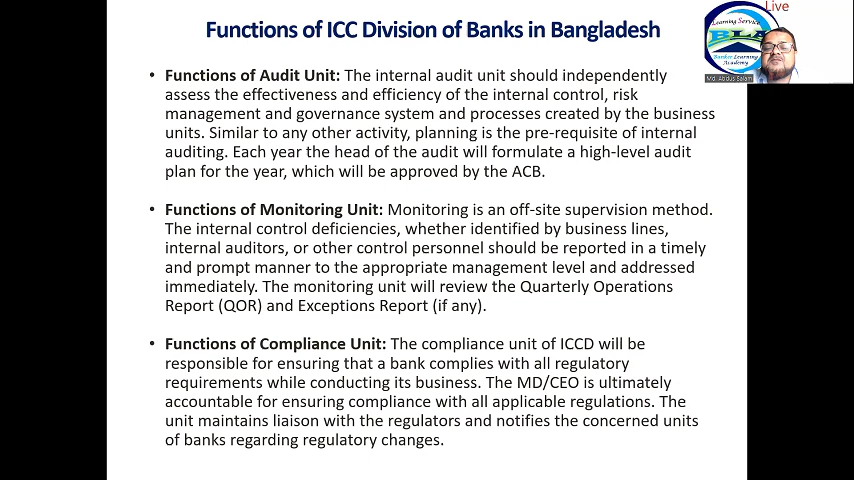 Functions of ICC Division of Banks in Bangladesh
Live
Learning Service
BLA
Banker Learning
Academy
Md. Abdus Salam
• Functions of Audit Unit: The internal audit unit should independently
assess the effectiveness and efficiency of the internal control, risk
management and governance system and processes created by the business
units. Similar to any other activity, planning is the pre-requisite of internal
auditing. Each year the head of the audit will formulate a high-level audit
plan for the year, which will be approved by the ACB.
• Functions of Monitoring Unit: Monitoring is an off-site supervision method.
The internal control deficiencies, whether identified by business lines,
internal auditors, or other control personnel should be reported in a timely
and prompt manner to the appropriate management level and addressed
immediately. The monitoring unit will review the Quarterly Operations
Report (QOR) and Exceptions Report (if any).
• Functions of Compliance Unit: The compliance unit of ICCD will be
responsible for ensuring that a bank complies with all regulatory
requirements while conducting its business. The MD/CEO is ultimately
accountable for ensuring compliance with all applicable regulations. The
unit maintains liaison with the regulators and notifies the concerned units
of banks regarding regulatory changes.